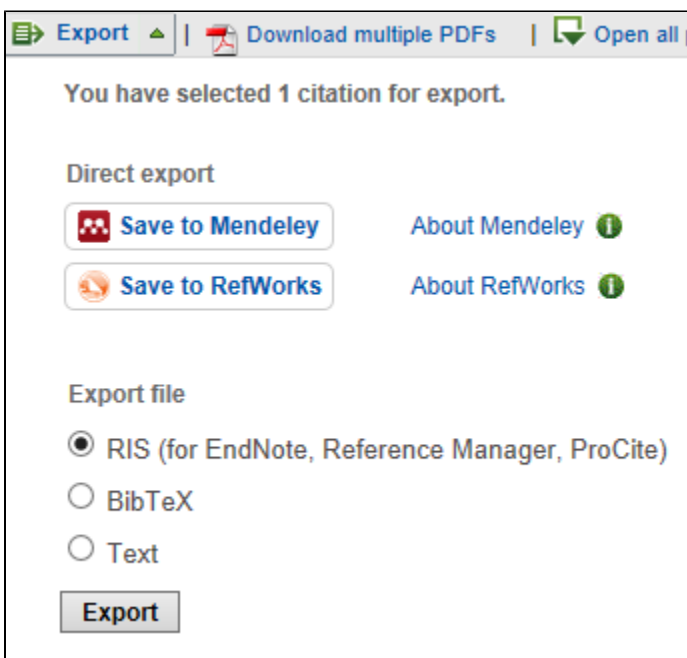 Export | Download multiple PDFs | Open all
You have selected 1 citation for export.
Direct export
Save to Mendeley About Mendeley i
Save to RefWorks About RefWorks i
Export file
RIS (for EndNote, Reference Manager, ProCite)
BibTeX
Text
Export